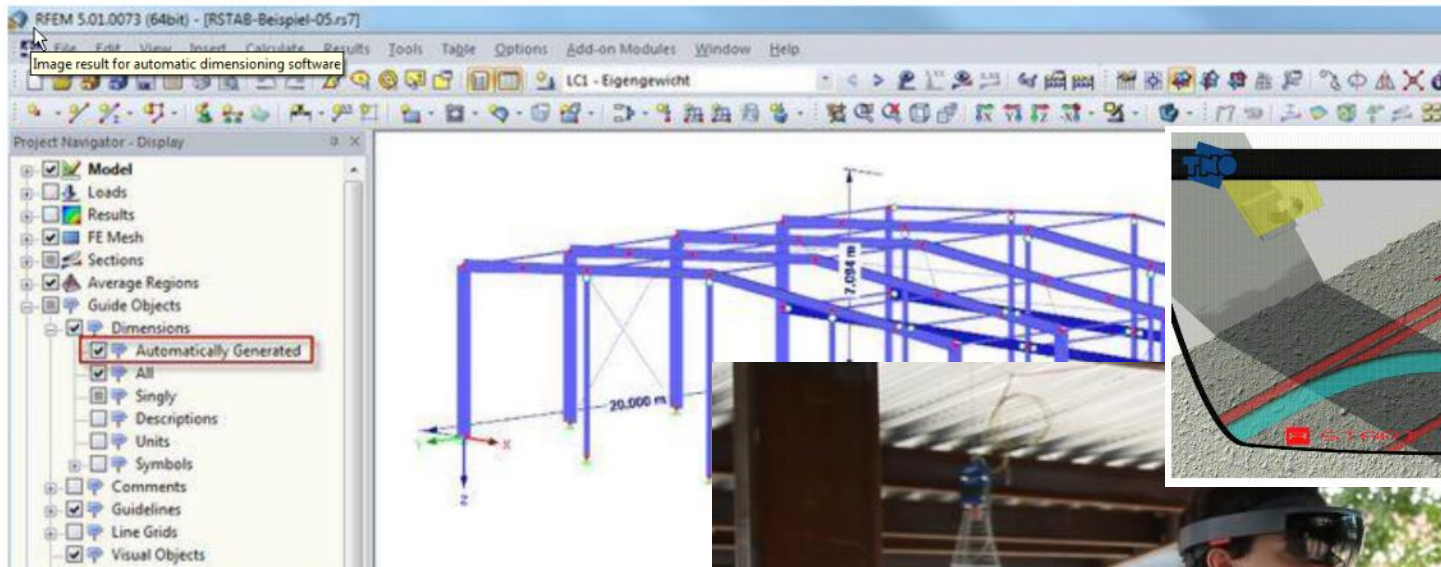 RFEM 5.01.0073 (64bit) - [RSTAB-Beispiel-05.rs7]
File Edit View Insert Calculate Results Tools Table Options Add-on Modules Window Help
Image result for automatic dimensioning software
LC1 - Eigengewicht
Project Navigator - Display
Model
Loads
Results
FE Mesh
Sections
Average Regions
Guide Objects
Dimensions
Automatically Generated
All
Singly
Descriptions
Units
Symbols
Comments
Guidelines
Line Grids
Visual Objects
7.094 m
20.000 m
Y
X
Z
TNO